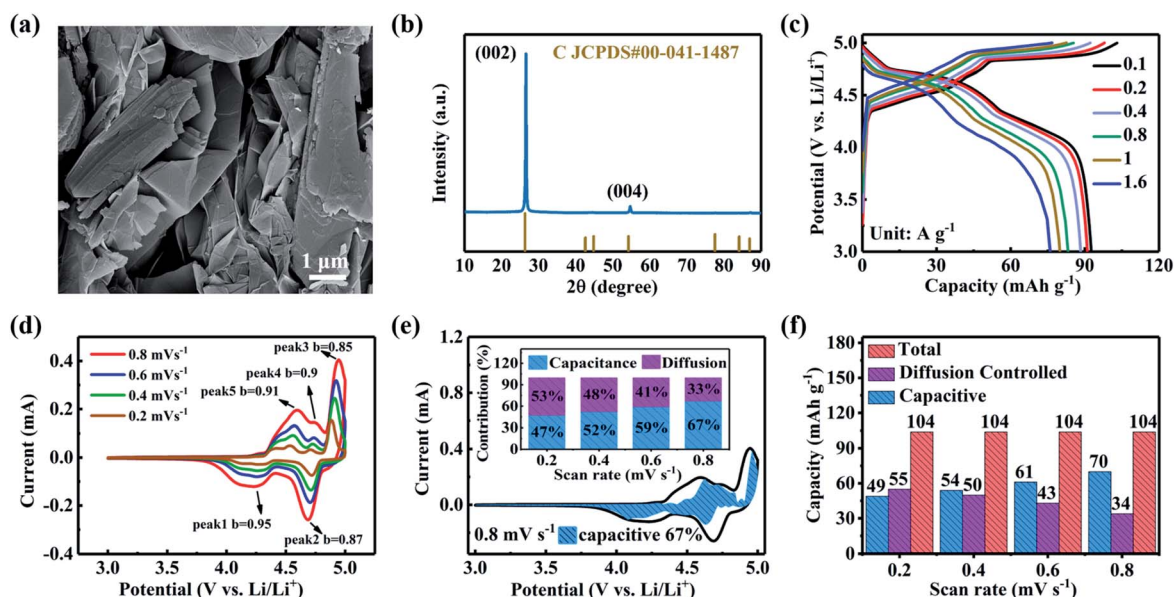 (a)
1 μm
(b)
(002)
C JCPDS#00-041-1487
(004)
Intensity (a.u.)
10 20 30 40 50 60 70 80 90
2θ (degree)
(c)
5.0
4.5
4.0
3.5
3.0
Potential (V vs. Li/Li⁺)
0.1
0.2
0.4
0.8
1
1.6
Unit: A g⁻¹
0 30 60 90 120
Capacity (mAh g⁻¹)
(d)
0.4
0.2
0.0
-0.2
-0.4
Current (mA)
0.8 mVs⁻¹
0.6 mVs⁻¹
0.4 mVs⁻¹
0.2 mVs⁻¹
peak3 b=0.85
peak4 b=0.9
peak5 b=0.91
peak1 b=0.95
peak2 b=0.87
3.0 3.5 4.0 4.5 5.0
Potential (V vs. Li/Li⁺)
(e)
1.2
0.8
0.4
0.0
Current (mA)
Contribution (%)
120
90
60
30
0
Capacitance Diffusion
53% 48% 41% 33%
47% 52% 59% 67%
0.2 0.4 0.6 0.8
Scan rate (mV s⁻¹)
0.8 mV s⁻¹ capacitive 67%
3.0 3.5 4.0 4.5 5.0
Potential (V vs. Li/Li⁺)
(f)
180
150
120
90
60
30
0
Capacity (mAh g⁻¹)
Total
Diffusion Controlled
Capacitive
49 55 104 54 50 104 61 43 104 70 34 104
0.2 0.4 0.6 0.8
Scan rate (mV s⁻¹)